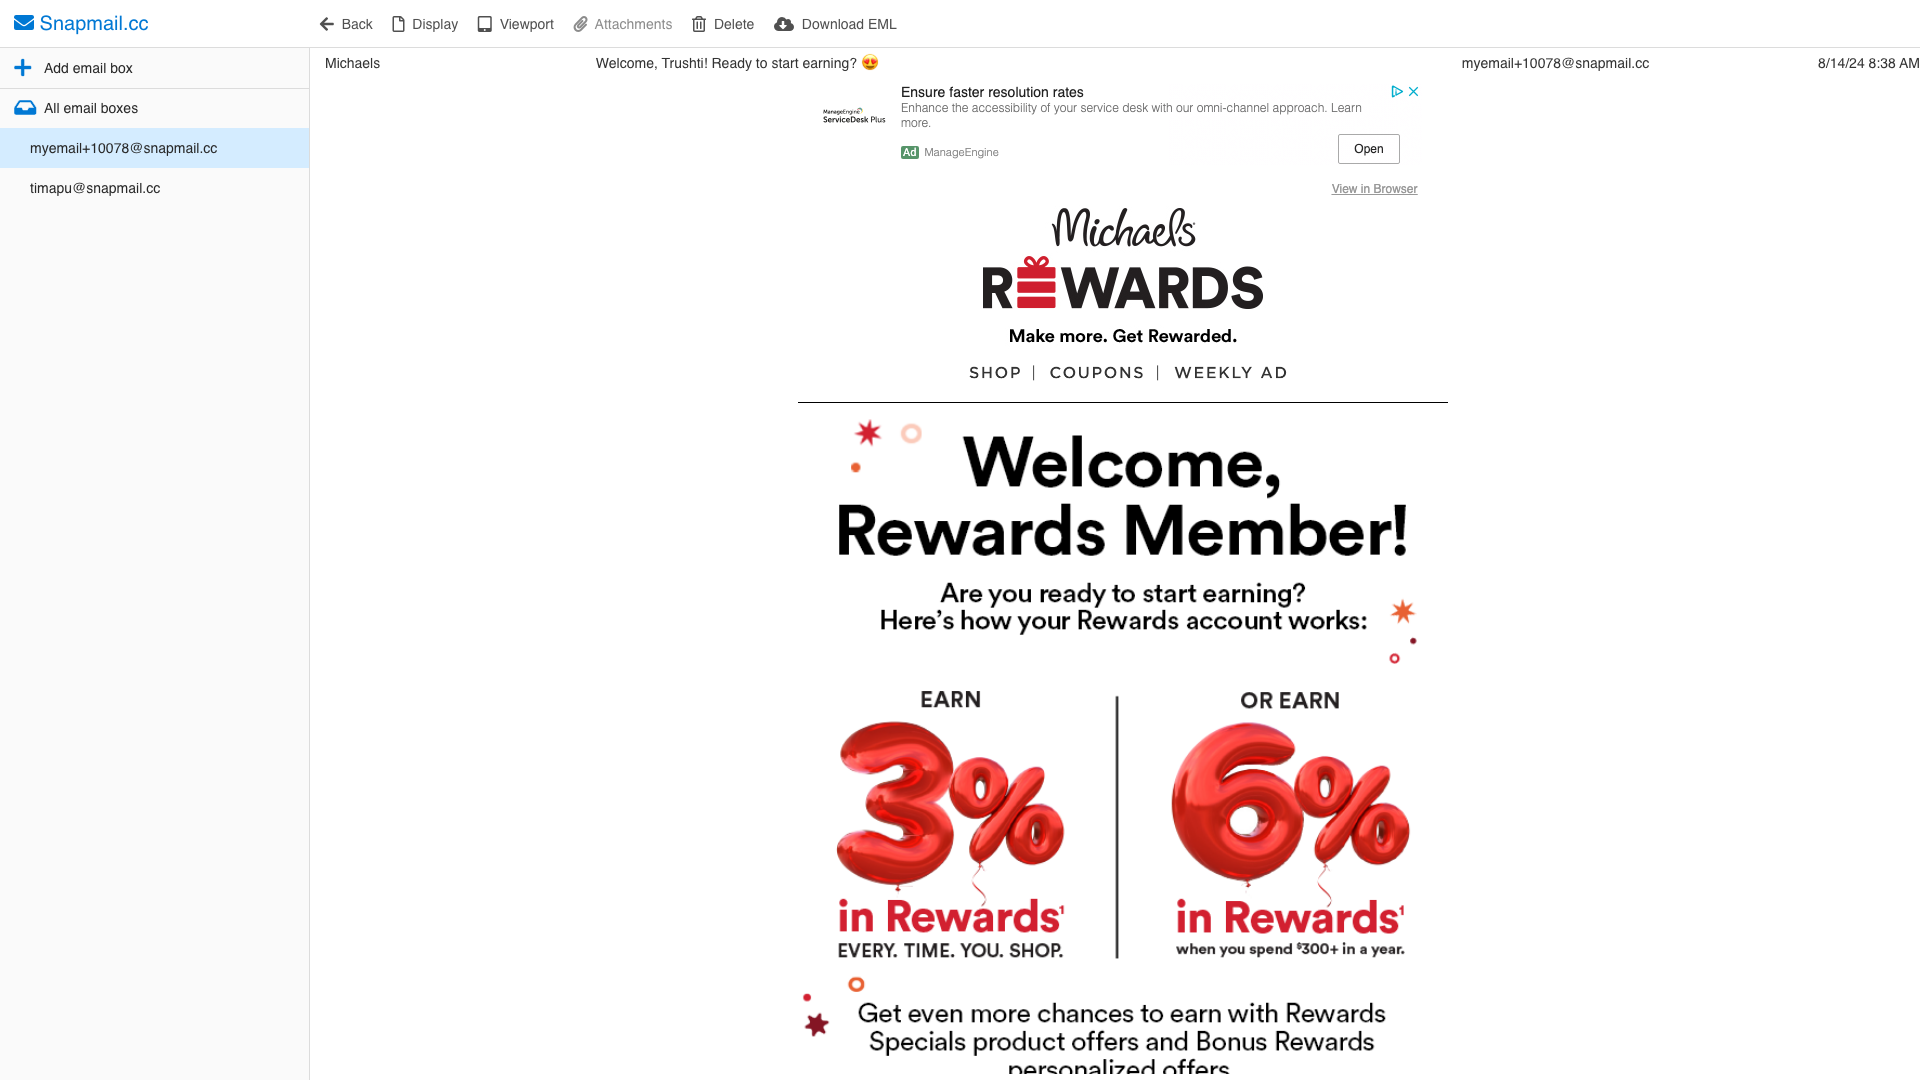 Snapmail.cc
Back Display Viewport Attachments Delete Download EML
Add email box
All email boxes
myemail+10078@snapmail.cc
timapu@snapmail.cc
Michaels Welcome, Trushti! Ready to start earning? 😍 myemail+10078@snapmail.cc 8/14/24 8:38 AM
ManageEngine
ServiceDesk Plus
Ensure faster resolution rates
Enhance the accessibility of your service desk with our omni-channel approach. Learn
more.
Ad ManageEngine
Open
View in Browser
Michaels
REWARDS
Make more. Get Rewarded.
SHOP | COUPONS | WEEKLY AD
Welcome,
Rewards Member!
Are you ready to start earning?
Here's how your Rewards account works:
EARN
3%
in Rewards¹
EVERY. TIME. YOU. SHOP.
OR EARN
6%
in Rewards¹
when you spend $300+ in a year.
Get even more chances to earn with Rewards
Specials product offers and Bonus Rewards
personalized offers